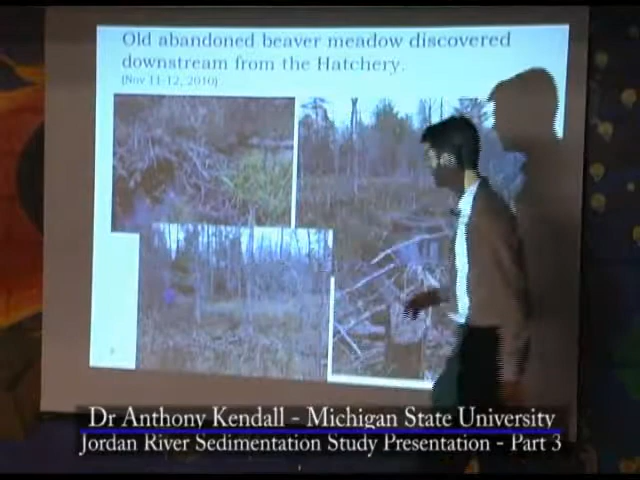 Old abandoned beaver meadow discovered
downstream from the Hatchery.
(Nov 11-12, 2010)
Dr Anthony Kendall - Michigan State University
Jordan River Sedimentation Study Presentation - Part 3